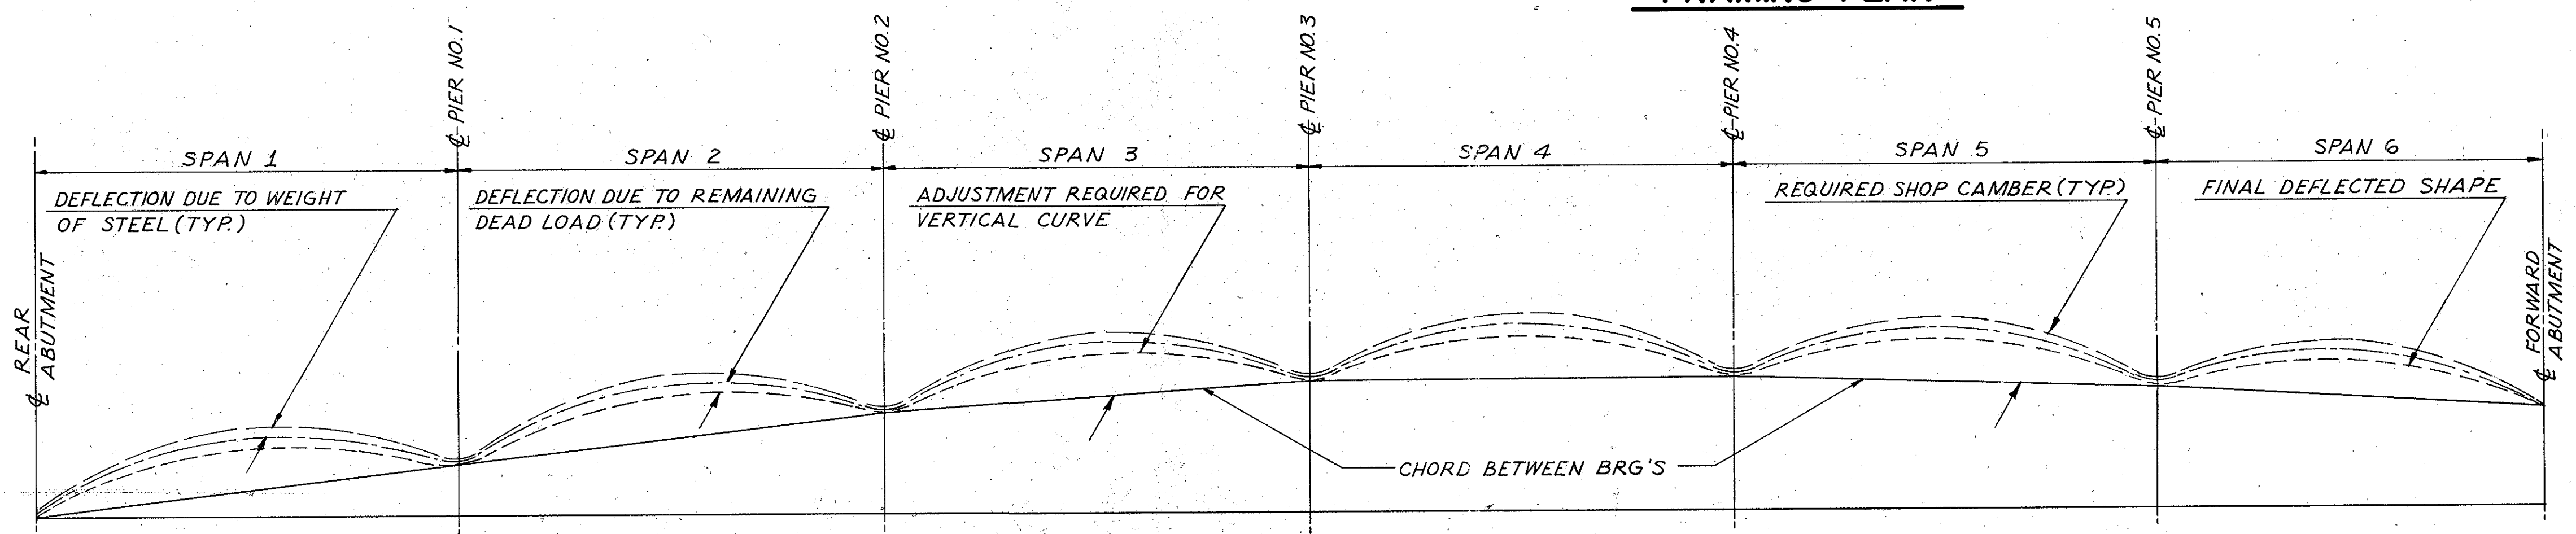 FRAMING PLAN
℄ PIER NO.1
℄ PIER NO.2
℄ PIER NO.3
℄ PIER NO.4
℄ PIER NO.5
SPAN 1
SPAN 2
SPAN 3
SPAN 4
SPAN 5
SPAN 6
DEFLECTION DUE TO WEIGHT
OF STEEL (TYP.)
DEFLECTION DUE TO REMAINING
DEAD LOAD (TYP.)
ADJUSTMENT REQUIRED FOR
VERTICAL CURVE
REQUIRED SHOP CAMBER (TYP.)
FINAL DEFLECTED SHAPE
REAR
℄ ABUTMENT
FORWARD
℄ ABUTMENT
CHORD BETWEEN BRG'S